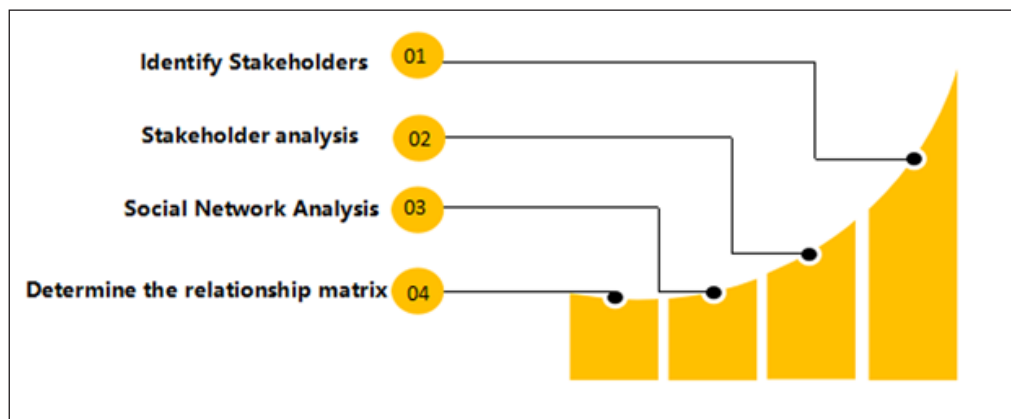 Identify Stakeholders 01
Stakeholder analysis 02
Social Network Analysis 03
Determine the relationship matrix 04